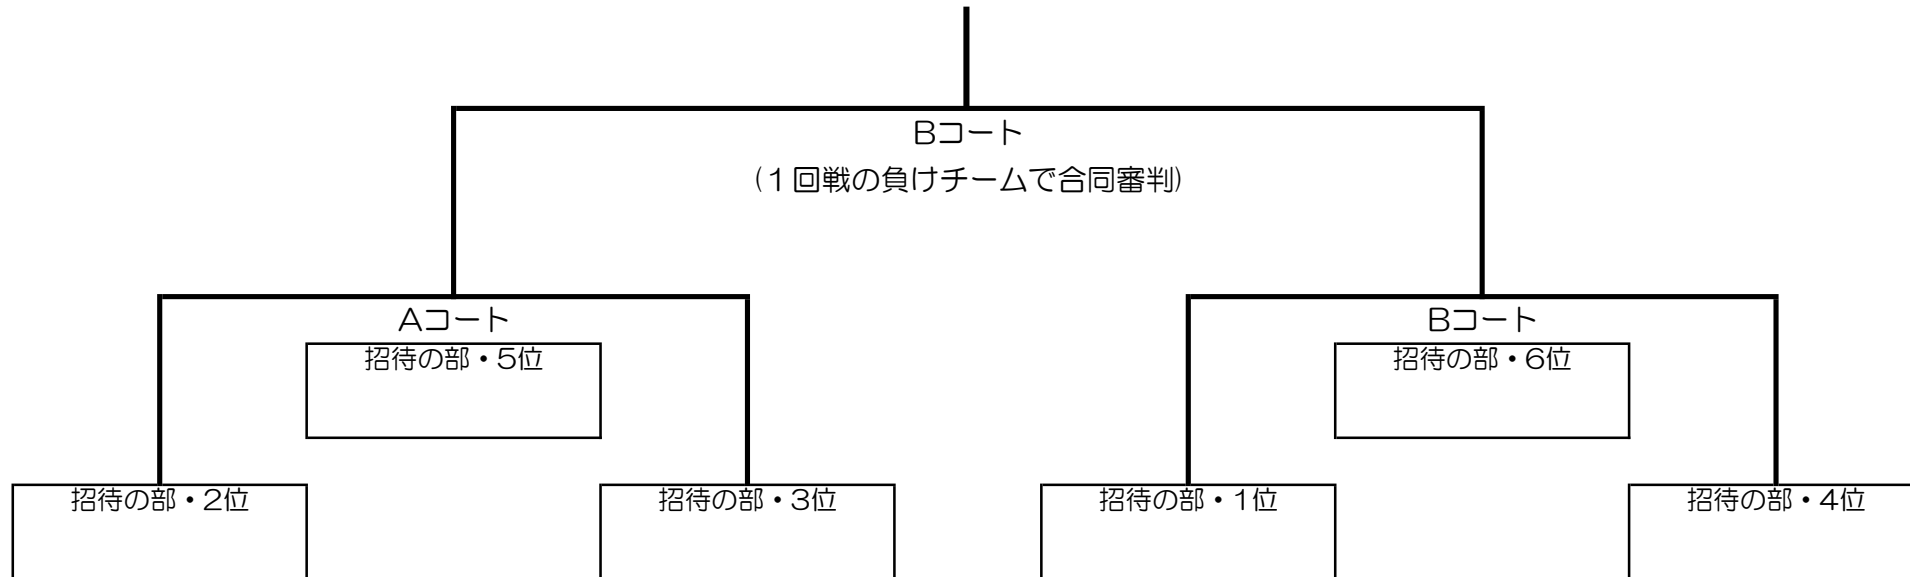 Bコート
(1回戦の負けチームで合同審判)
Aコート
Bコート
招待の部・5位
招待の部・6位
招待の部・2位
招待の部・3位
招待の部・1位
招待の部・4位